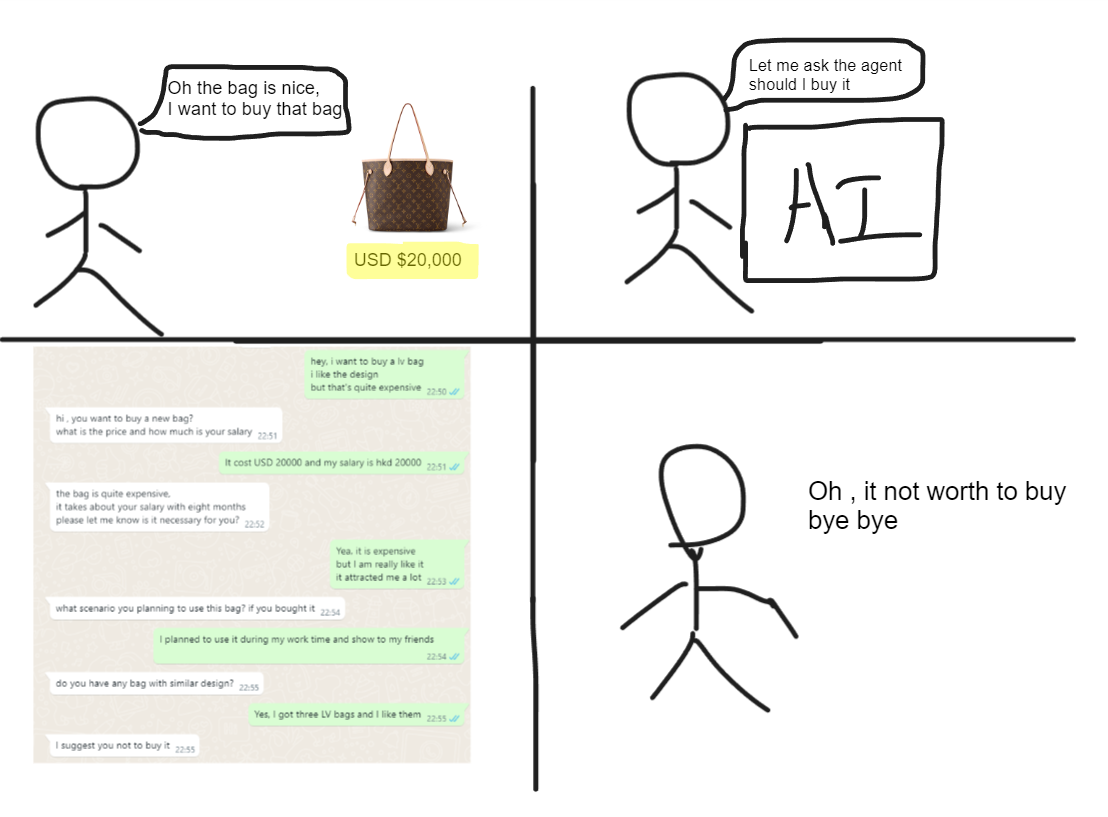 Oh the bag is nice,
I want to buy that bag
USD $20,000
Let me ask the agent
should I buy it
AI
hey, i want to buy a lv bag
i like the design
but that's quite expensive 22:50
hi , you want to buy a new bag?
what is the price and how much is your salary 22:51
It cost USD 20000 and my salary is hkd 20000 22:51
the bag is quite expensive,
it takes about your salary with eight months
please let me know is it necessary for you? 22:52
Yea, it is expensive
but I am really like it
it attracted me a lot 22:53
what scenario you planning to use this bag? if you bought it 22:54
I planned to use it during my work time and show to my friends
22:54
do you have any bag with similar design? 22:55
Yes, I got three LV bags and I like them 22:55
I suggest you not to buy it 22:55
Oh , it not worth to buy
bye bye